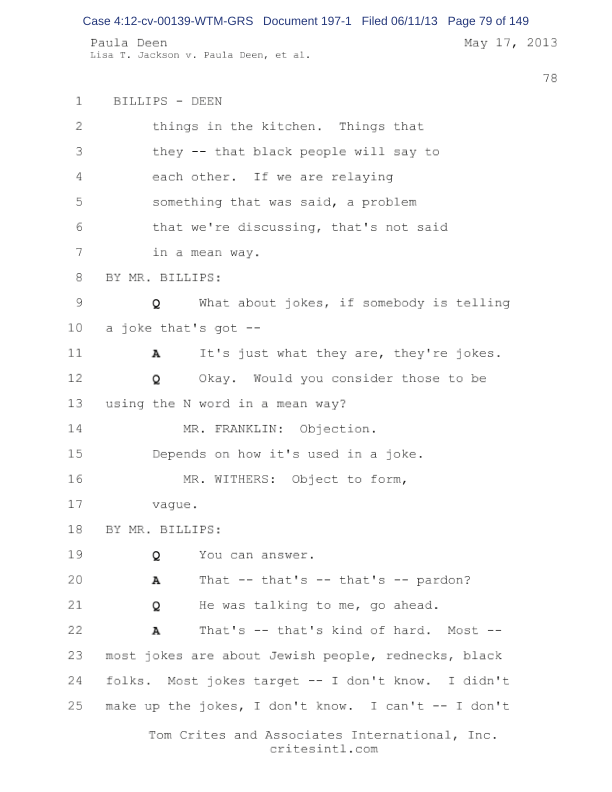 Case 4:12-cv-00139-WTM-GRS Document 197-1 Filed 06/11/13 Page 79 of 149
Paula Deen May 17, 2013
Lisa T. Jackson v. Paula Deen, et al.
78
1 BILLIPS - DEEN
2 things in the kitchen. Things that
3 they -- that black people will say to
4 each other. If we are relaying
5 something that was said, a problem
6 that we're discussing, that's not said
7 in a mean way.
8 BY MR. BILLIPS:
9 Q What about jokes, if somebody is telling
10 a joke that's got --
11 A It's just what they are, they're jokes.
12 Q Okay. Would you consider those to be
13 using the N word in a mean way?
14 MR. FRANKLIN: Objection.
15 Depends on how it's used in a joke.
16 MR. WITHERS: Object to form,
17 vague.
18 BY MR. BILLIPS:
19 Q You can answer.
20 A That -- that's -- that's -- pardon?
21 Q He was talking to me, go ahead.
22 A That's -- that's kind of hard. Most --
23 most jokes are about Jewish people, rednecks, black
24 folks. Most jokes target -- I don't know. I didn't
25 make up the jokes, I don't know. I can't -- I don't
Tom Crites and Associates International, Inc.
critesintl.com